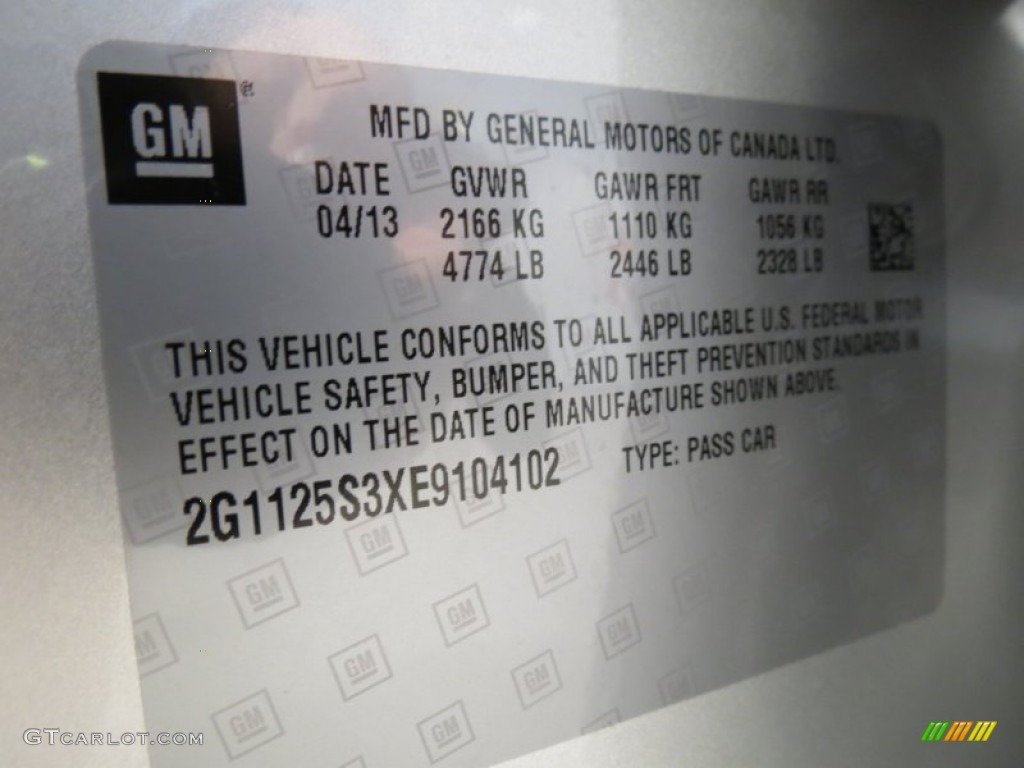 GM
MFD BY GENERAL MOTORS OF CANADA LTD.
DATE GVWR GAWR FRT GAWR RR
04/13 2166 KG 1110 KG 1056 KG
4774 LB 2446 LB 2328 LB
THIS VEHICLE CONFORMS TO ALL APPLICABLE U.S. FEDERAL MOTOR
VEHICLE SAFETY, BUMPER, AND THEFT PREVENTION STANDARDS IN
EFFECT ON THE DATE OF MANUFACTURE SHOWN ABOVE.
2G1125S3XE9104102 TYPE: PASS CAR
GTCARLOT.COM